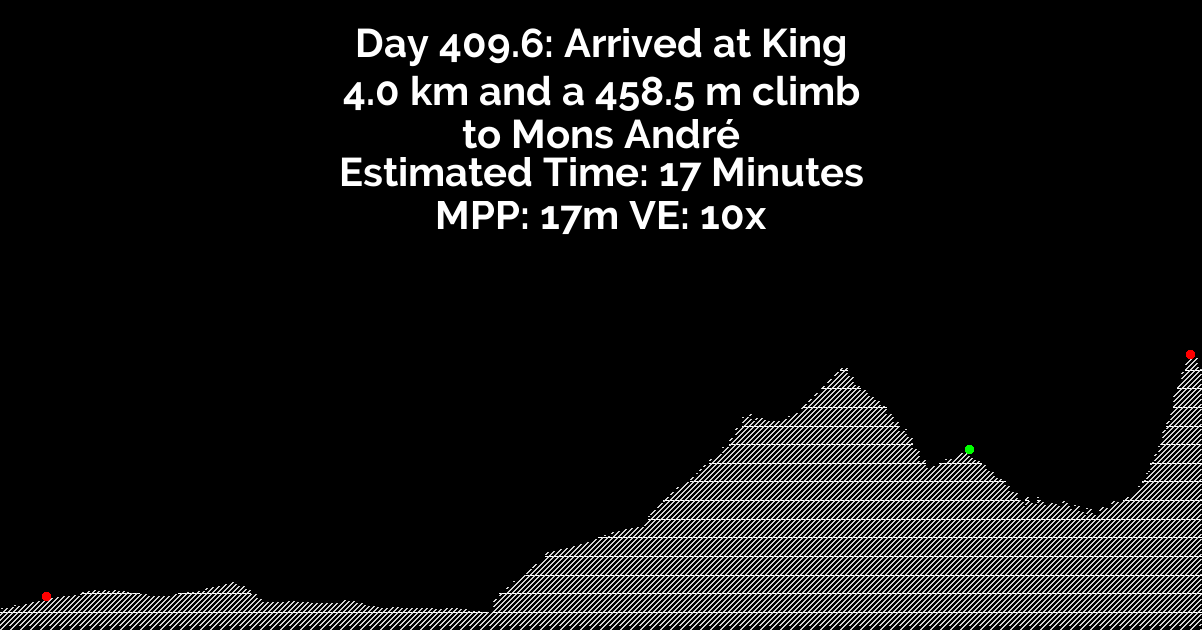 Day 409.6: Arrived at King
4.0 km and a 458.5 m climb
to Mons André
Estimated Time: 17 Minutes
MPP: 17m VE: 10x